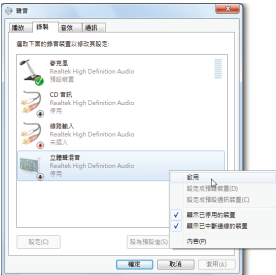 聲音
播放 錄製 音效 通訊
選取下面的錄音裝置以修改其設定:
麥克風
Realtek High Definition Audio
預設裝置
CD 音訊
Realtek High Definition Audio
停用
線路輸入
Realtek High Definition Audio
未插入
立體聲混音
Realtek High Definition Audio
停用
啟用
設定成預設裝置(D)
設定成預設通訊裝置(C)
顯示已停用的裝置
顯示已中斷連線的裝置
內容(P)
設定(C)
設為預設值(S)
確定 取消 套用(A)